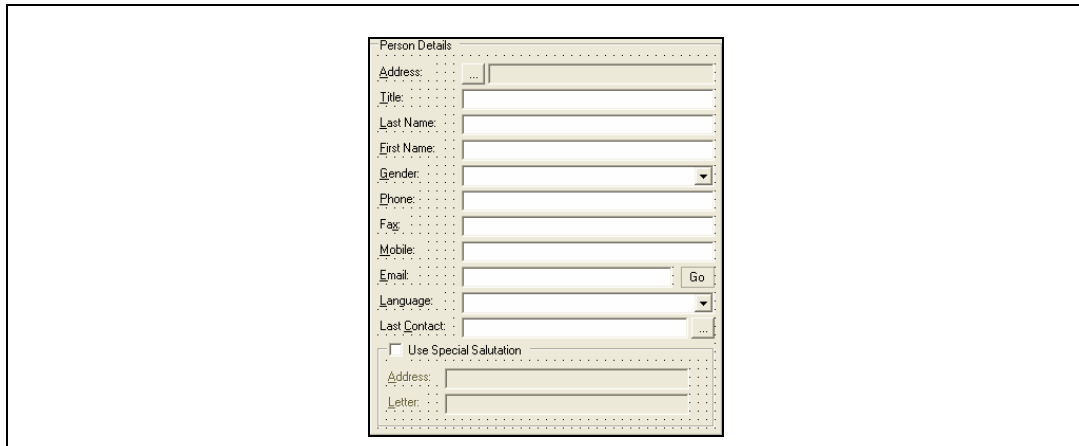 Person Details
Address: ...
Title:
Last Name:
First Name:
Gender:
Phone:
Fax:
Mobile:
Email: Go
Language:
Last Contact: ...
Use Special Salutation
Address:
Letter: